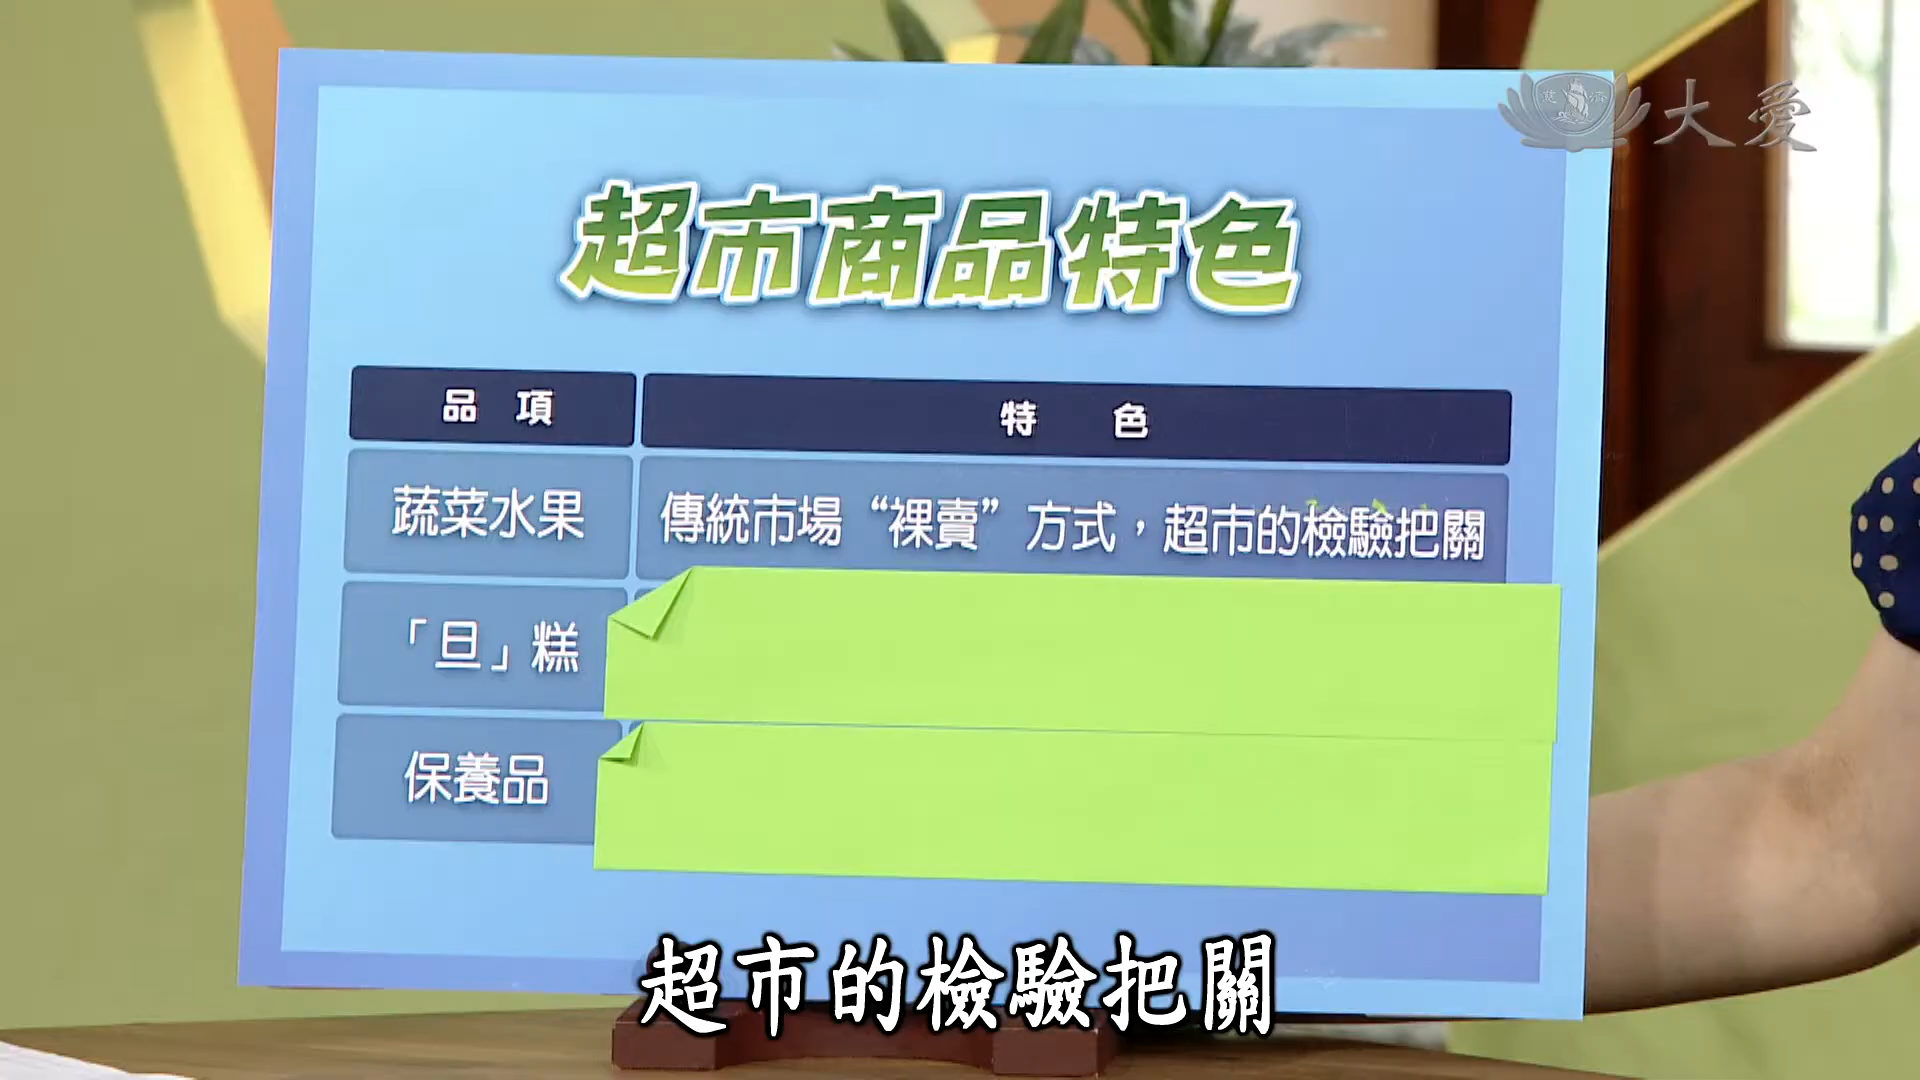 慈濟
大愛
超市商品特色
品項
特色
蔬菜水果
傳統市場“裸賣”方式，超市的檢驗把關
「旦」糕
保養品
超市的檢驗把關